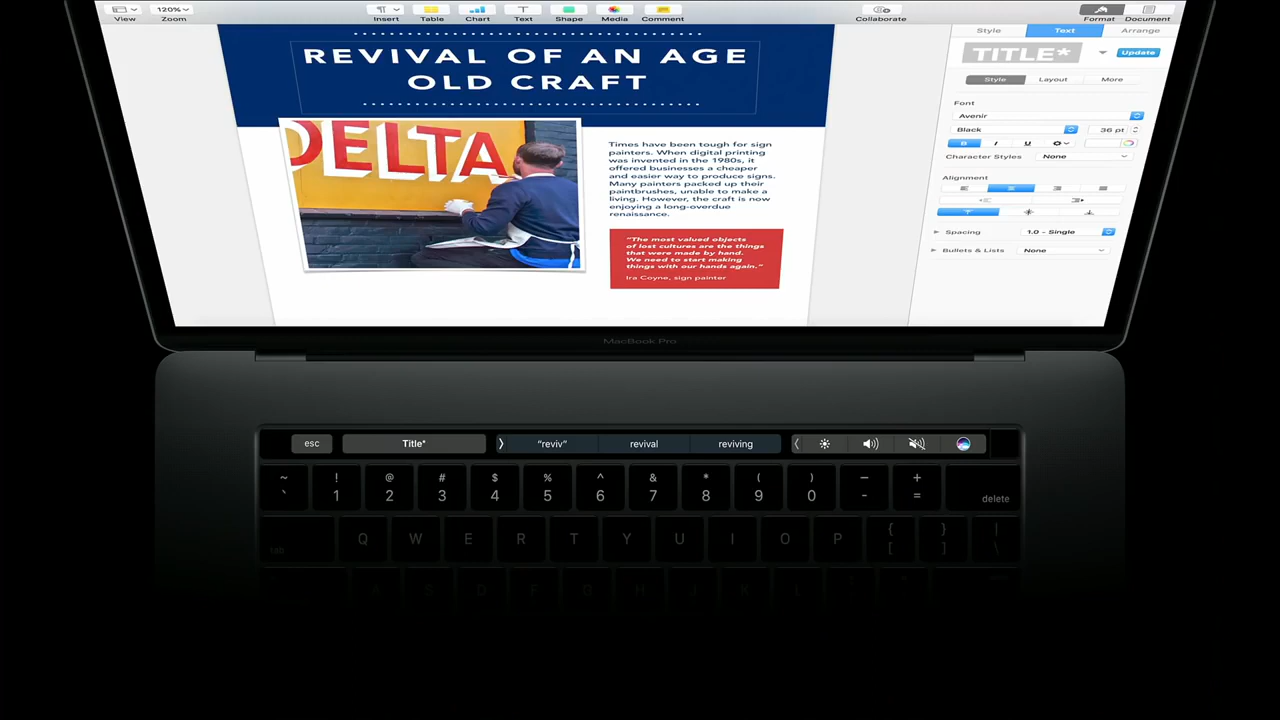 120%
View
Zoom
Insert
Table
Chart
Text
Shape
Media
Comment
Collaborate
Format
Document
REVIVAL OF AN AGE
OLD CRAFT
DELTA
Times have been tough for sign
painters. When digital printing
was invented in the 1980s, it
offered businesses a cheaper
and easier way to produce signs.
Many painters packed up their
paintbrushes, unable to make a
living. However, the craft is now
enjoying a long-overdue
renaissance.
“The most valued objects
of lost cultures are the things
that were made by hand.
We need to start making
things with our hands again.”
Ira Coyne, sign painter
Style Text Arrange
TITLE* Update
Style Layout More
Font
Avenir
Black 36 pt
B I U
Character Styles None
Alignment
Spacing 1.0 - Single
Bullets & Lists None
MacBook Pro
esc Title* “reviv” revival reviving
~ ! @ # $ % ^ & * ( ) — +
` 1 2 3 4 5 6 7 8 9 0 - = delete
tab Q W E R T Y U I O P { [ } ] | \
A S D F G H J K L